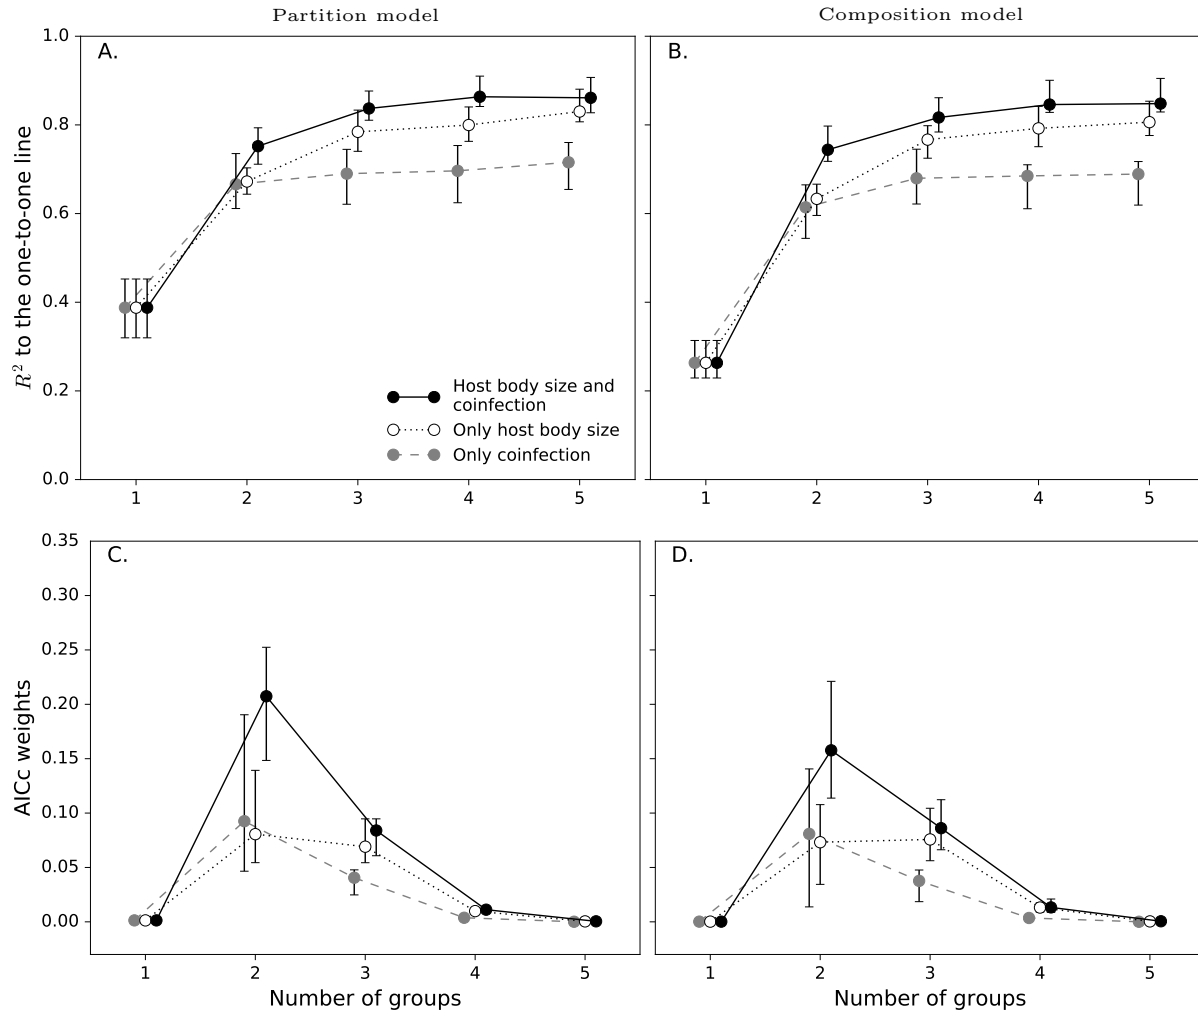 Partition model
Composition model
A.
B.
1.0
0.8
0.6
0.4
0.2
0.0
R² to the one-to-one line
Host body size and
coinfection
Only host body size
Only coinfection
1 2 3 4 5
1 2 3 4 5
C.
D.
0.35
0.30
0.25
0.20
0.15
0.10
0.05
0.00
AICc weights
1 2 3 4 5
1 2 3 4 5
Number of groups
Number of groups